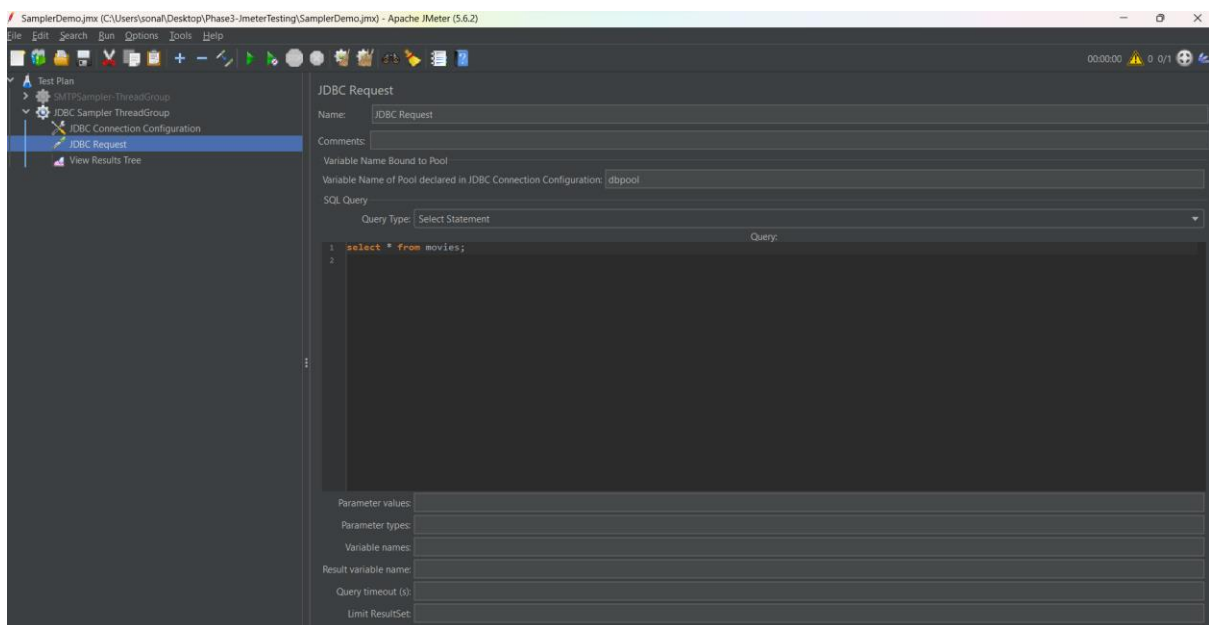 SamplerDemo.jmx (C:\Users\sonal\Desktop\Phase3-JmeterTesting\SamplerDemo.jmx) - Apache JMeter (5.6.2)
File Edit Search Run Options Tools Help
00:00:00 0 0/1
Test Plan
SMTPSampler-ThreadGroup
JDBC Sampler ThreadGroup
JDBC Connection Configuration
JDBC Request
View Results Tree
JDBC Request
Name: JDBC Request
Comments:
Variable Name Bound to Pool
Variable Name of Pool declared in JDBC Connection Configuration: dbpool
SQL Query
Query Type: Select Statement
Query:
1 select * from movies;
2
Parameter values:
Parameter types:
Variable names:
Result variable name:
Query timeout (s):
Limit ResultSet: